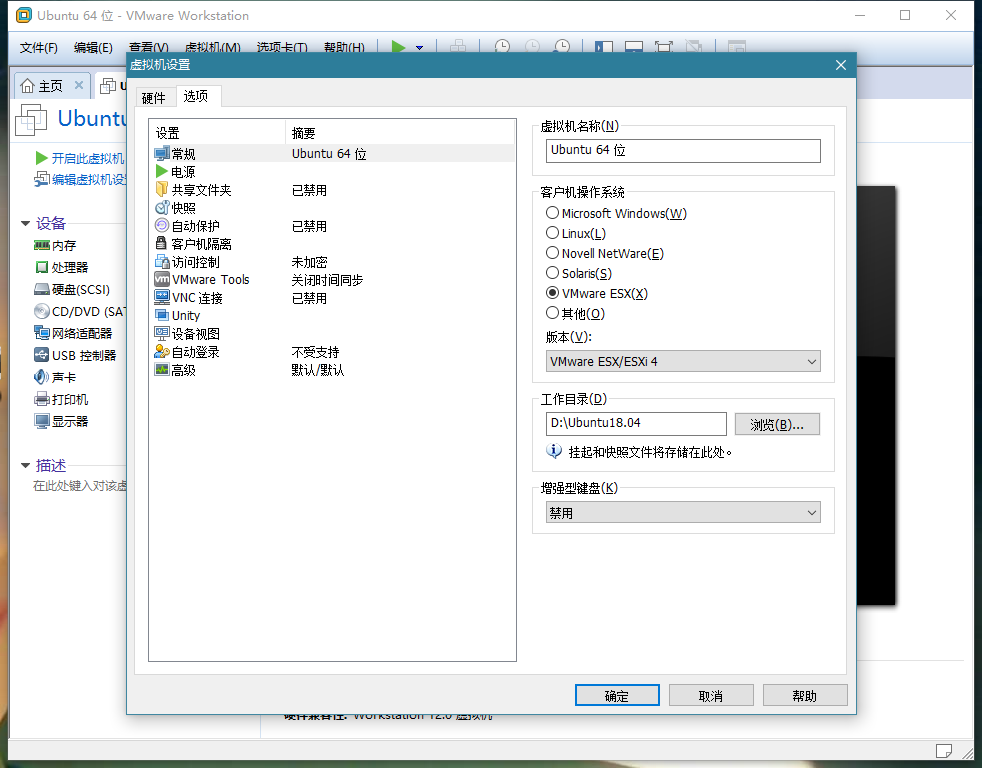 Ubuntu 64 位 - VMware Workstation
文件(F) 编辑(E) 查看(V) 虚拟机(M) 选项卡(T) 帮助(H)
主页
Ubuntu
开启此虚拟机
编辑虚拟机设
设备
内存
处理器
硬盘(SCSI)
CD/DVD (SAT
网络适配器
USB 控制器
声卡
打印机
显示器
描述
在此处键入对该虚
虚拟机设置
硬件 选项
设置 摘要
常规 Ubuntu 64 位
电源
共享文件夹 已禁用
快照
自动保护 已禁用
客户机隔离
访问控制 未加密
VMware Tools 关闭时间同步
VNC 连接 已禁用
Unity
设备视图
自动登录 不受支持
高级 默认/默认
虚拟机名称(N)
Ubuntu 64 位
客户机操作系统
Microsoft Windows(W)
Linux(L)
Novell NetWare(E)
Solaris(S)
VMware ESX(X)
其他(O)
版本(V):
VMware ESX/ESXi 4
工作目录(D)
D:\Ubuntu18.04 浏览(B)...
挂起和快照文件将存储在此处。
增强型键盘(K)
禁用
确定 取消 帮助
硬件兼容性: Workstation 12.0 虚拟机